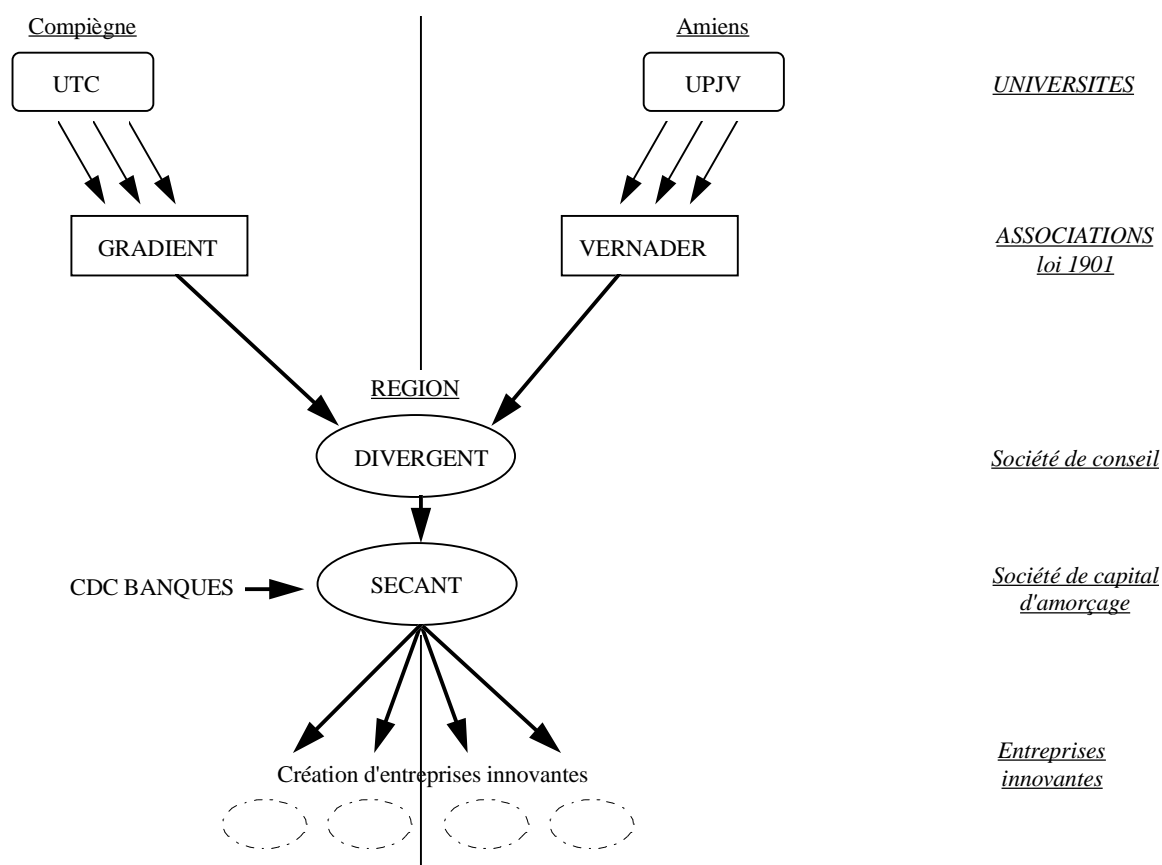 Compiègne
Amiens
UTC
UPJV
UNIVERSITES
GRADIENT
VERNADER
ASSOCIATIONS
loi 1901
REGION
DIVERGENT
Société de conseil
CDC BANQUES
SECANT
Société de capital
d'amorçage
Création d'entreprises innovantes
Entreprises
innovantes